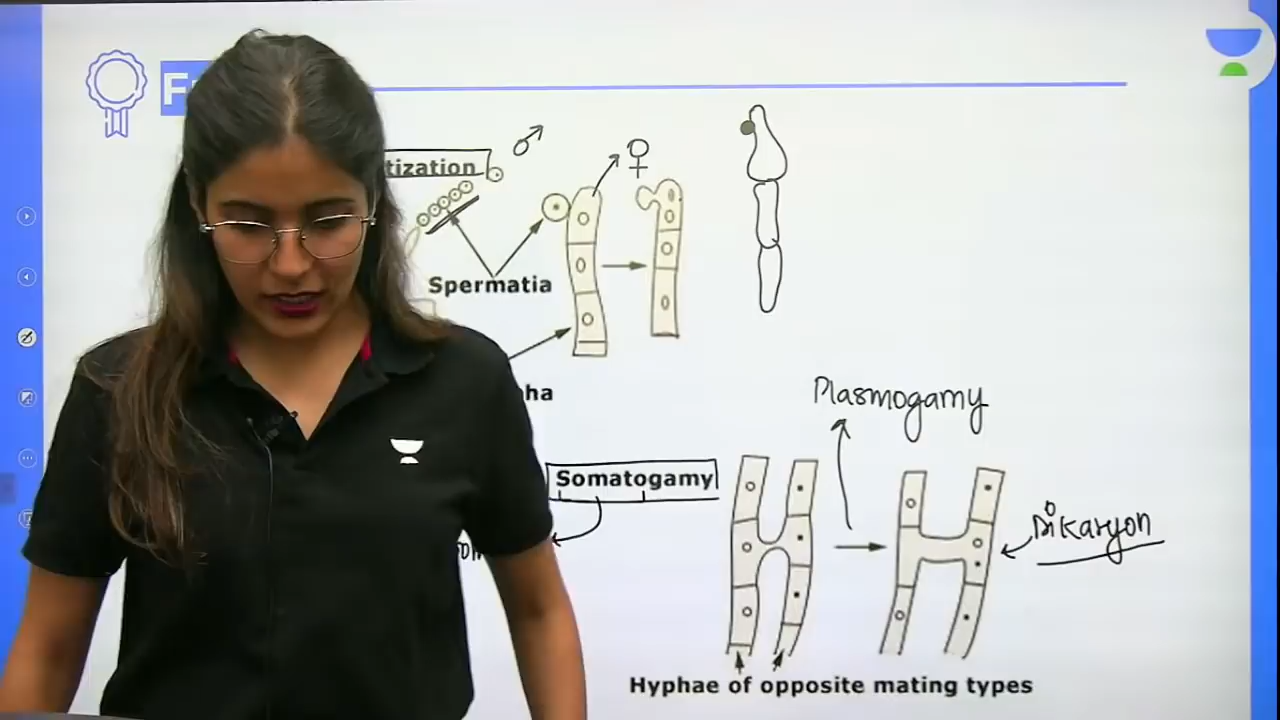 tization
♂
♀
Spermatia
ha
Plasmogamy
Somatogamy
Dikaryon
Hyphae of opposite mating types